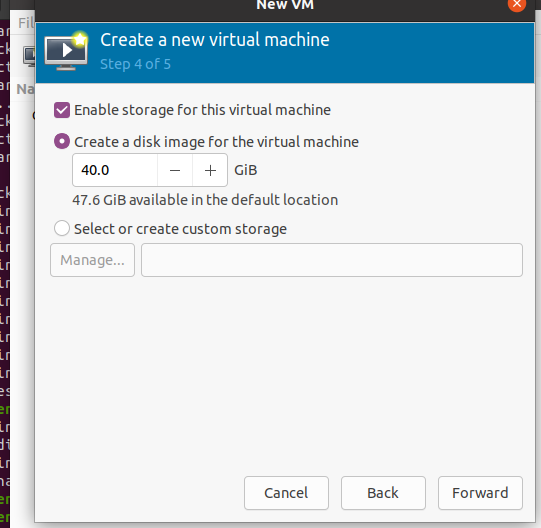 New VM
Fil
Create a new virtual machine
Step 4 of 5
Na
Enable storage for this virtual machine
Create a disk image for the virtual machine
40.0 − + GiB
47.6 GiB available in the default location
Select or create custom storage
Manage...
Cancel Back Forward